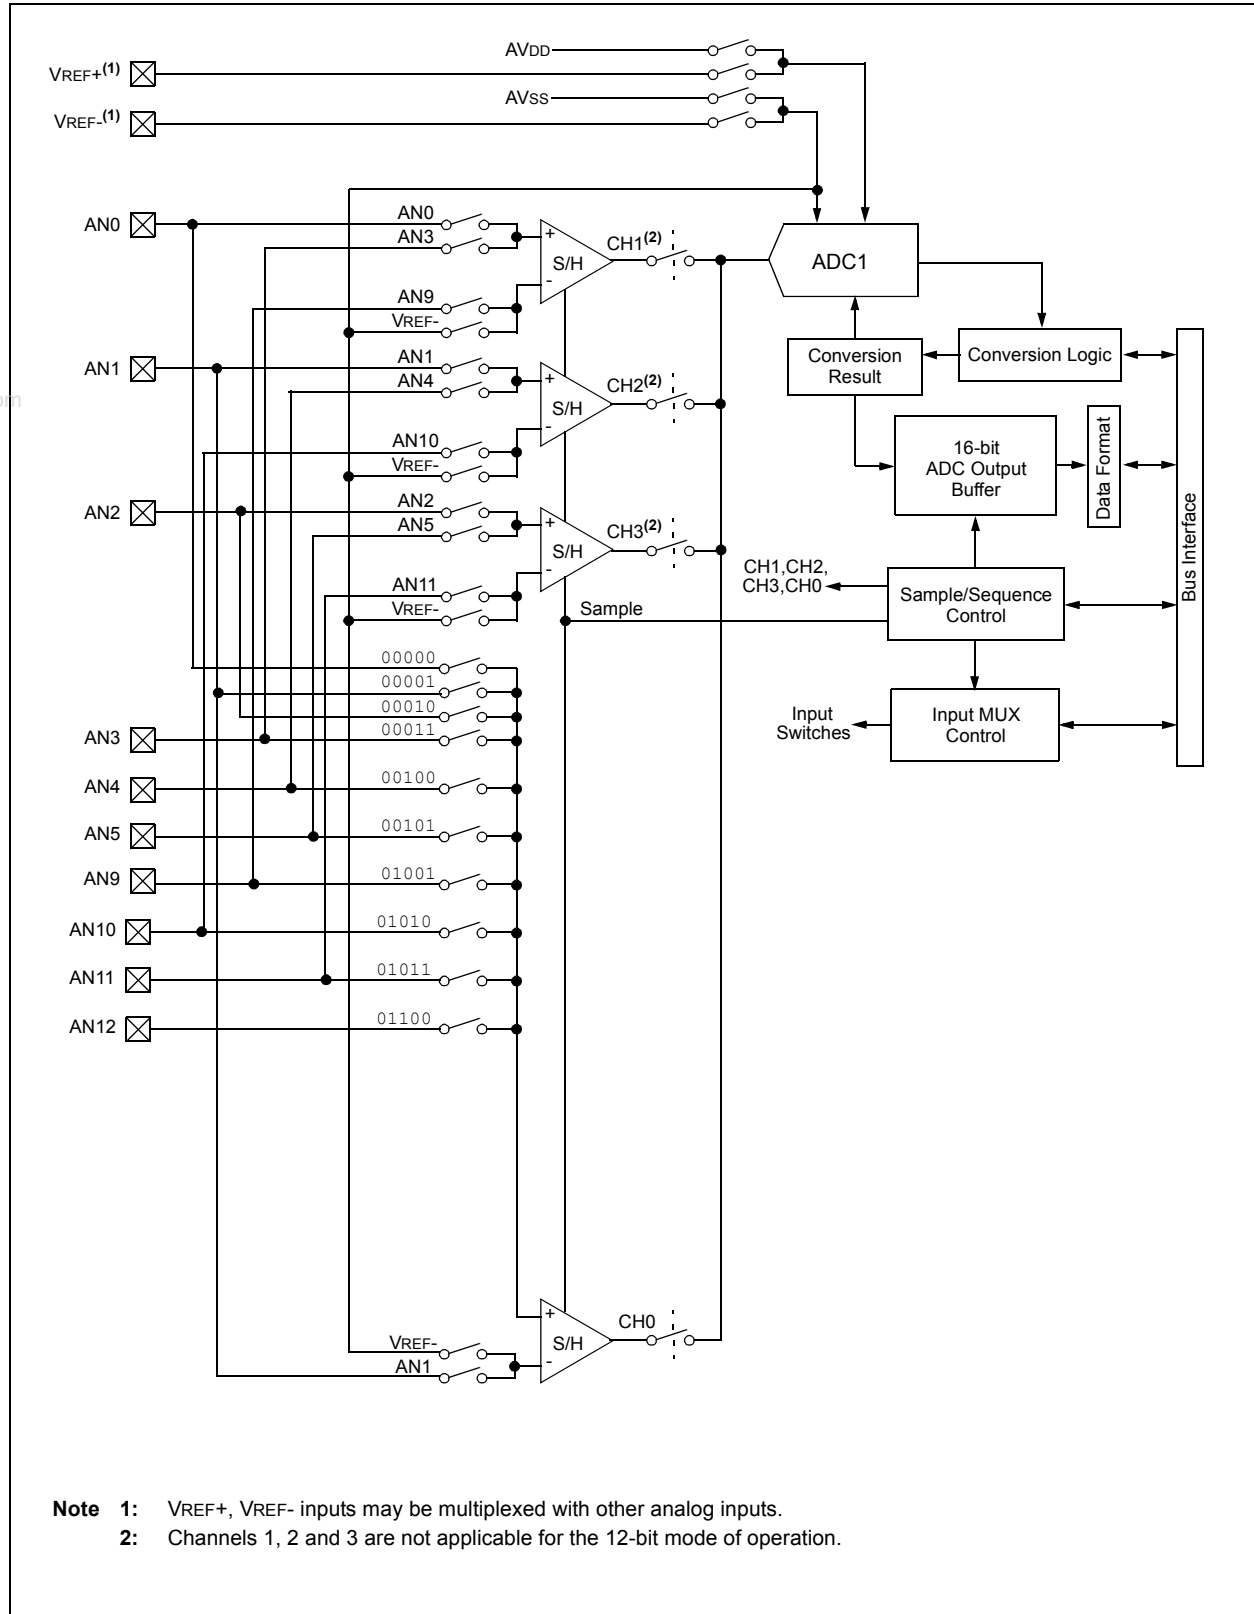 AVDD
VREF+(1)
AVSS
VREF-(1)
AN0
AN0
AN3
+
S/H
-
CH1(2)
ADC1
AN9
VREF-
AN1
AN1
AN4
+
S/H
-
CH2(2)
Conversion
Result
Conversion Logic
om
AN10
VREF-
16-bit
ADC Output
Buffer
Data Format
Bus Interface
AN2
AN2
AN5
+
S/H
-
CH3(2)
AN11
VREF-
CH1,CH2,
CH3,CH0
Sample/Sequence
Control
Sample
00000
00001
00010
AN3
00011
Input
Switches
Input MUX
Control
AN4
00100
AN5
00101
AN9
01001
AN10
01010
AN11
01011
AN12
01100
+
S/H
-
CH0
VREF-
AN1
Note 1: VREF+, VREF- inputs may be multiplexed with other analog inputs.
2: Channels 1, 2 and 3 are not applicable for the 12-bit mode of operation.